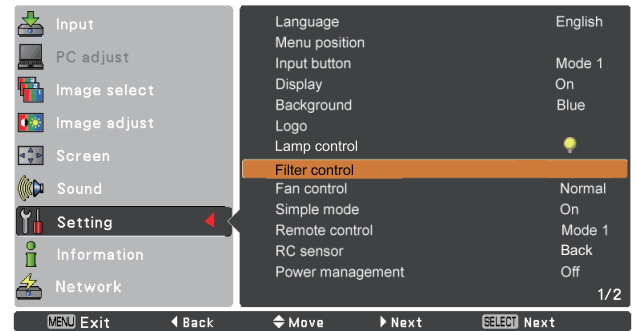 Input
PC adjust
Image select
Image adjust
Screen
Sound
Setting
Information
Network
Language English
Menu position
Input button Mode 1
Display On
Background Blue
Logo
Lamp control
Filter control
Fan control Normal
Simple mode On
Remote control Mode 1
RC sensor Back
Power management Off
1/2
MENU Exit Back Move Next SELECT Next